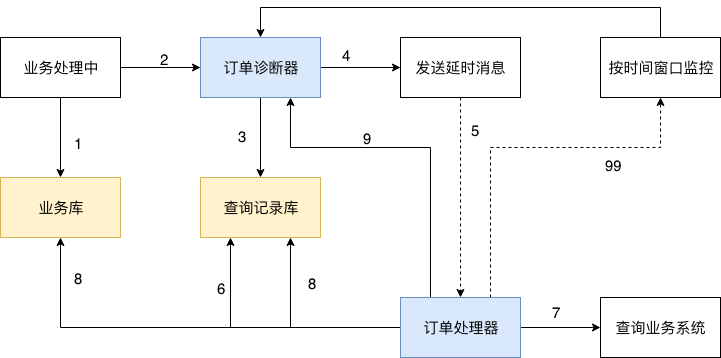 业务处理中
2
订单诊断器
4
发送延时消息
按时间窗口监控
1
3
9
5
99
业务库
查询记录库
8
6
8
订单处理器
7
查询业务系统